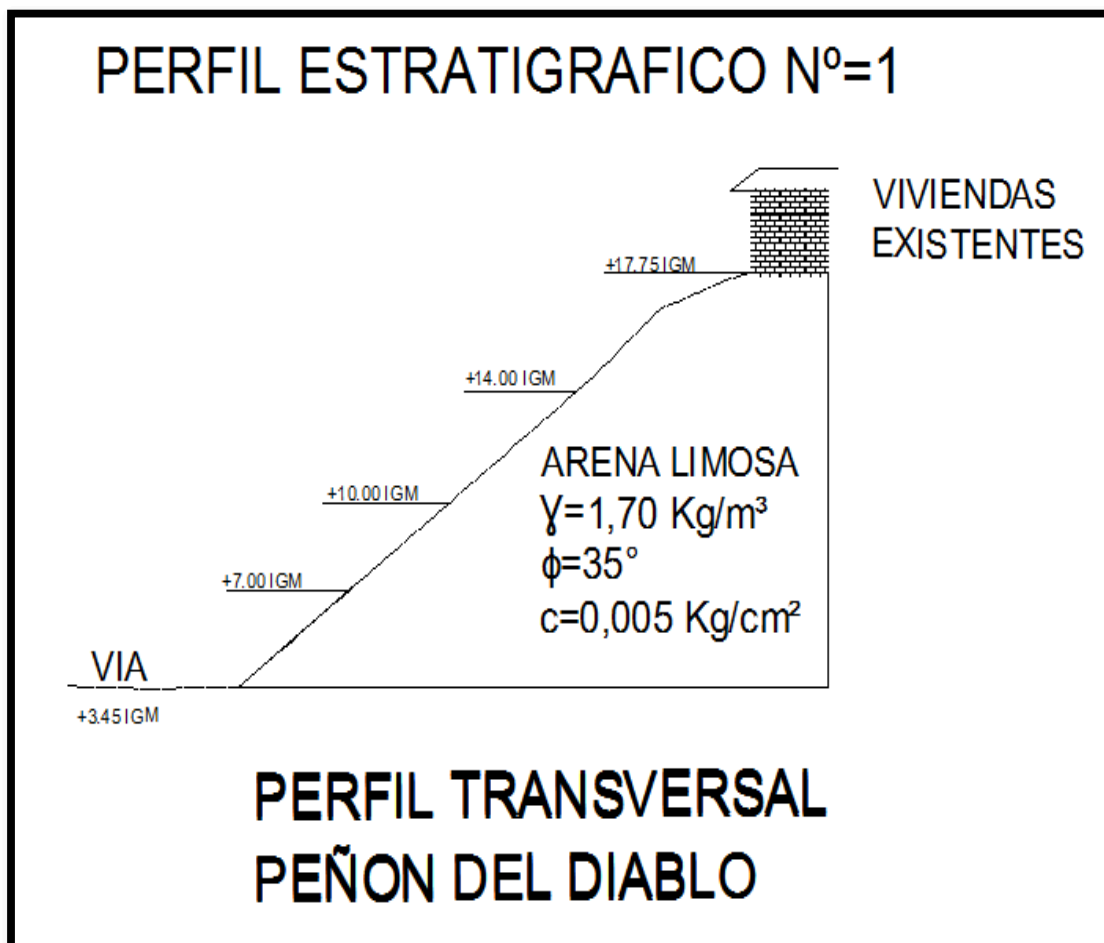 PERFIL ESTRATIGRAFICO Nº=1
VIVIENDAS
EXISTENTES
+17.75 IGM
+14.00 IGM
+10.00 IGM
+7.00 IGM
ARENA LIMOSA
ɣ=1,70 Kg/m³
ϕ=35°
c=0,005 Kg/cm²
VIA
+3.45 IGM
PERFIL TRANSVERSAL
PEÑON DEL DIABLO